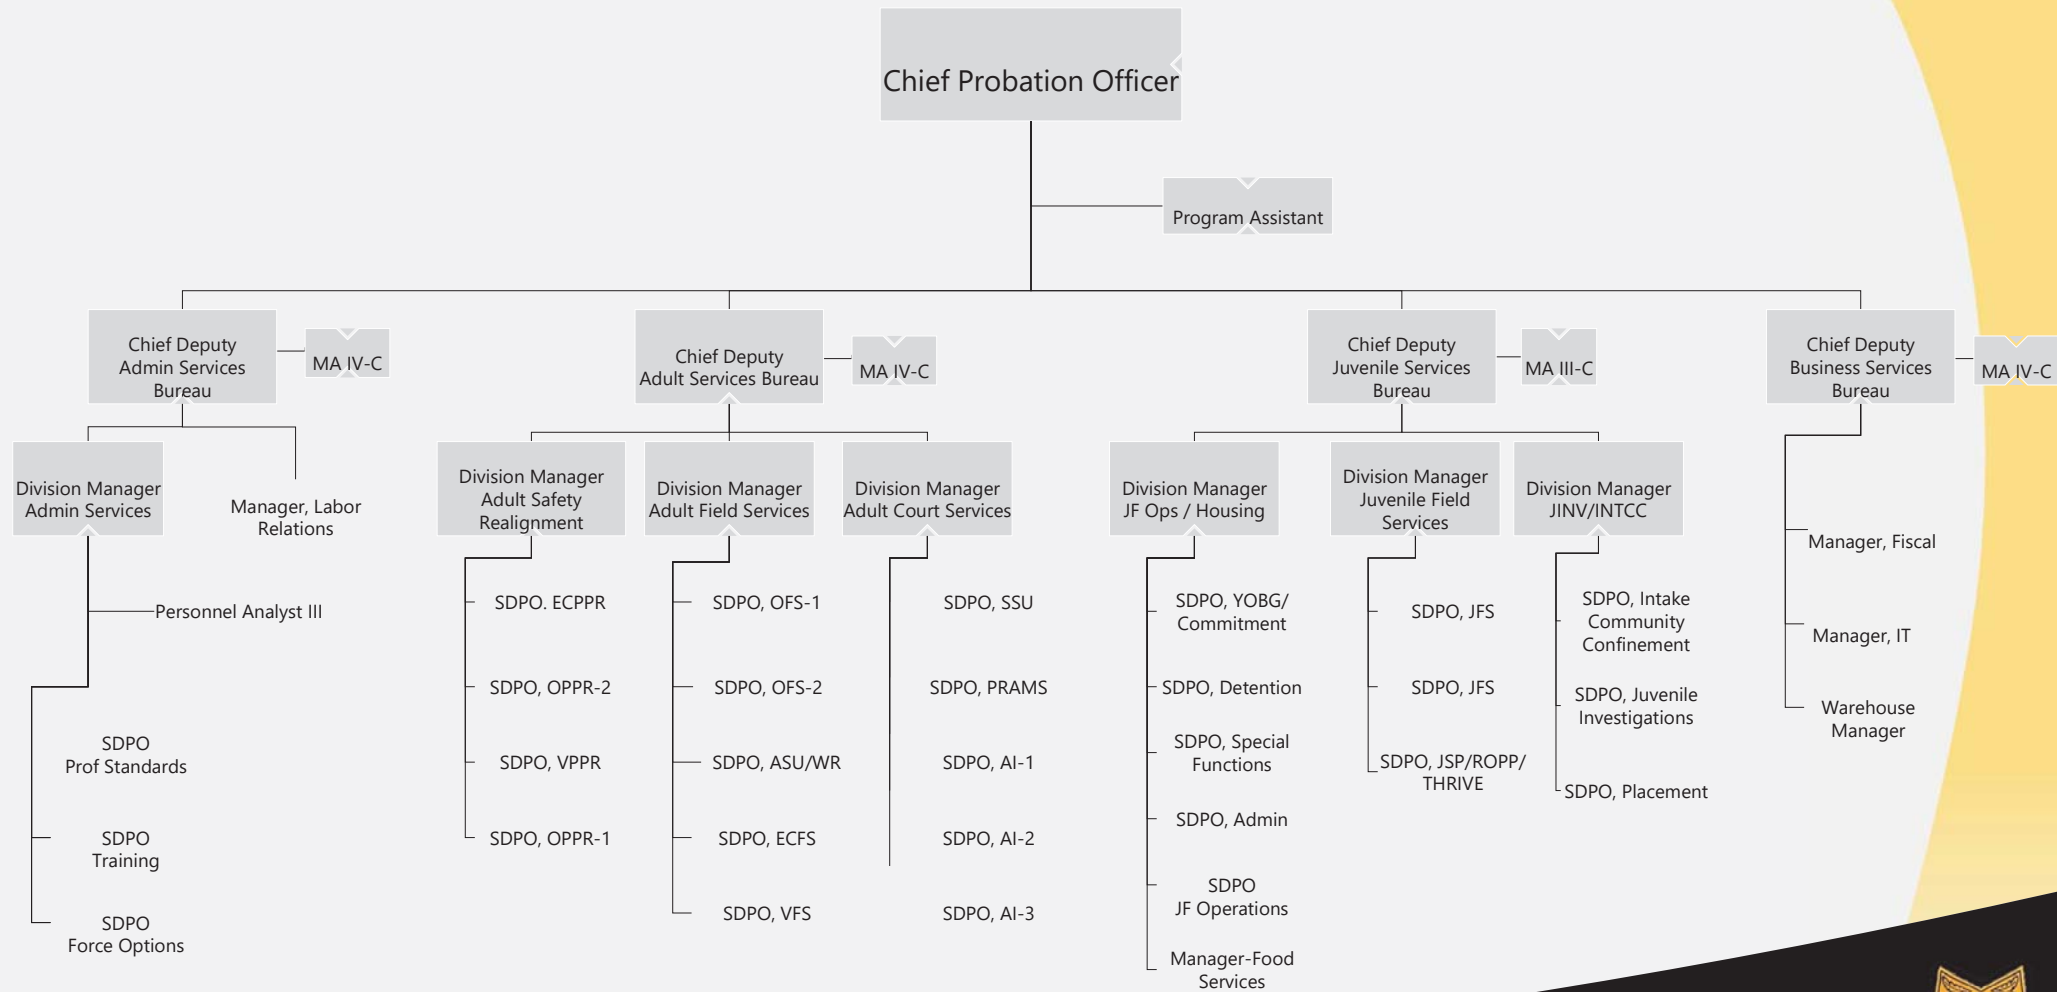 Chief Probation Officer
Program Assistant
Chief Deputy
Admin Services
Bureau
MA IV-C
Chief Deputy
Adult Services Bureau
MA IV-C
Chief Deputy
Juvenile Services
Bureau
MA III-C
Chief Deputy
Business Services
Bureau
MA IV-C
Division Manager
Admin Services
Manager, Labor
Relations
Personnel Analyst III
SDPO
Prof Standards
SDPO
Training
SDPO
Force Options
Division Manager
Adult Safety
Realignment
SDPO. ECPPR
SDPO, OPPR-2
SDPO, VPPR
SDPO, OPPR-1
Division Manager
Adult Field Services
SDPO, OFS-1
SDPO, OFS-2
SDPO, ASU/WR
SDPO, ECFS
SDPO, VFS
Division Manager
Adult Court Services
SDPO, SSU
SDPO, PRAMS
SDPO, AI-1
SDPO, AI-2
SDPO, AI-3
Division Manager
JF Ops / Housing
SDPO, YOBG/
Commitment
SDPO, Detention
SDPO, Special
Functions
SDPO, Admin
SDPO
JF Operations
Manager-Food
Services
Division Manager
Juvenile Field
Services
SDPO, JFS
SDPO, JFS
SDPO, JSP/ROPP/
THRIVE
Division Manager
JINV/INTCC
SDPO, Intake
Community
Confinement
SDPO, Juvenile
Investigations
SDPO, Placement
Manager, Fiscal
Manager, IT
Warehouse
Manager